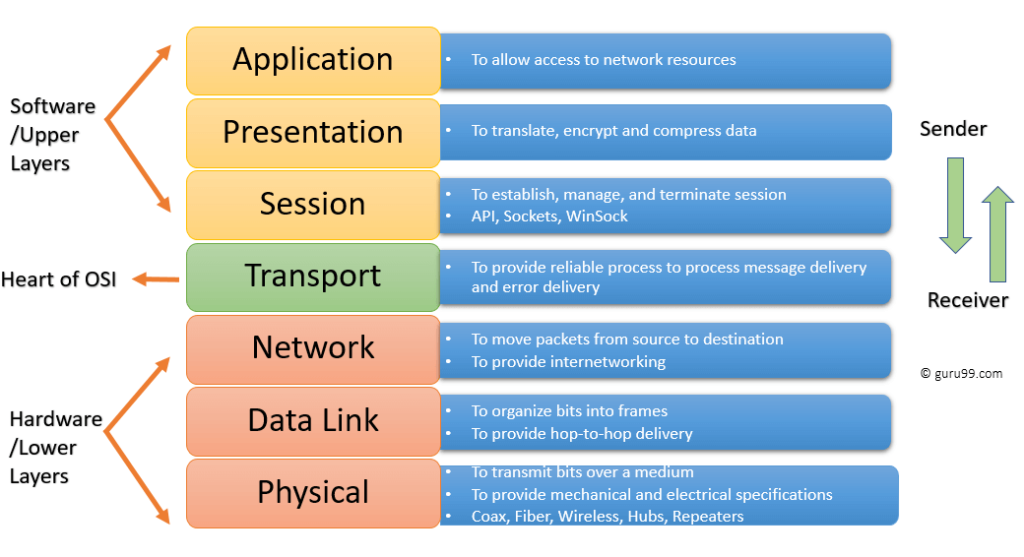 Application
• To allow access to network resources
Software
/Upper
Layers
Presentation
• To translate, encrypt and compress data
Sender
Session
• To establish, manage, and terminate session
• API, Sockets, WinSock
Heart of OSI
Transport
• To provide reliable process to process message delivery
and error delivery
Receiver
Network
• To move packets from source to destination
• To provide internetworking
© guru99.com
Hardware
/Lower
Layers
Data Link
• To organize bits into frames
• To provide hop-to-hop delivery
Physical
• To transmit bits over a medium
• To provide mechanical and electrical specifications
• Coax, Fiber, Wireless, Hubs, Repeaters